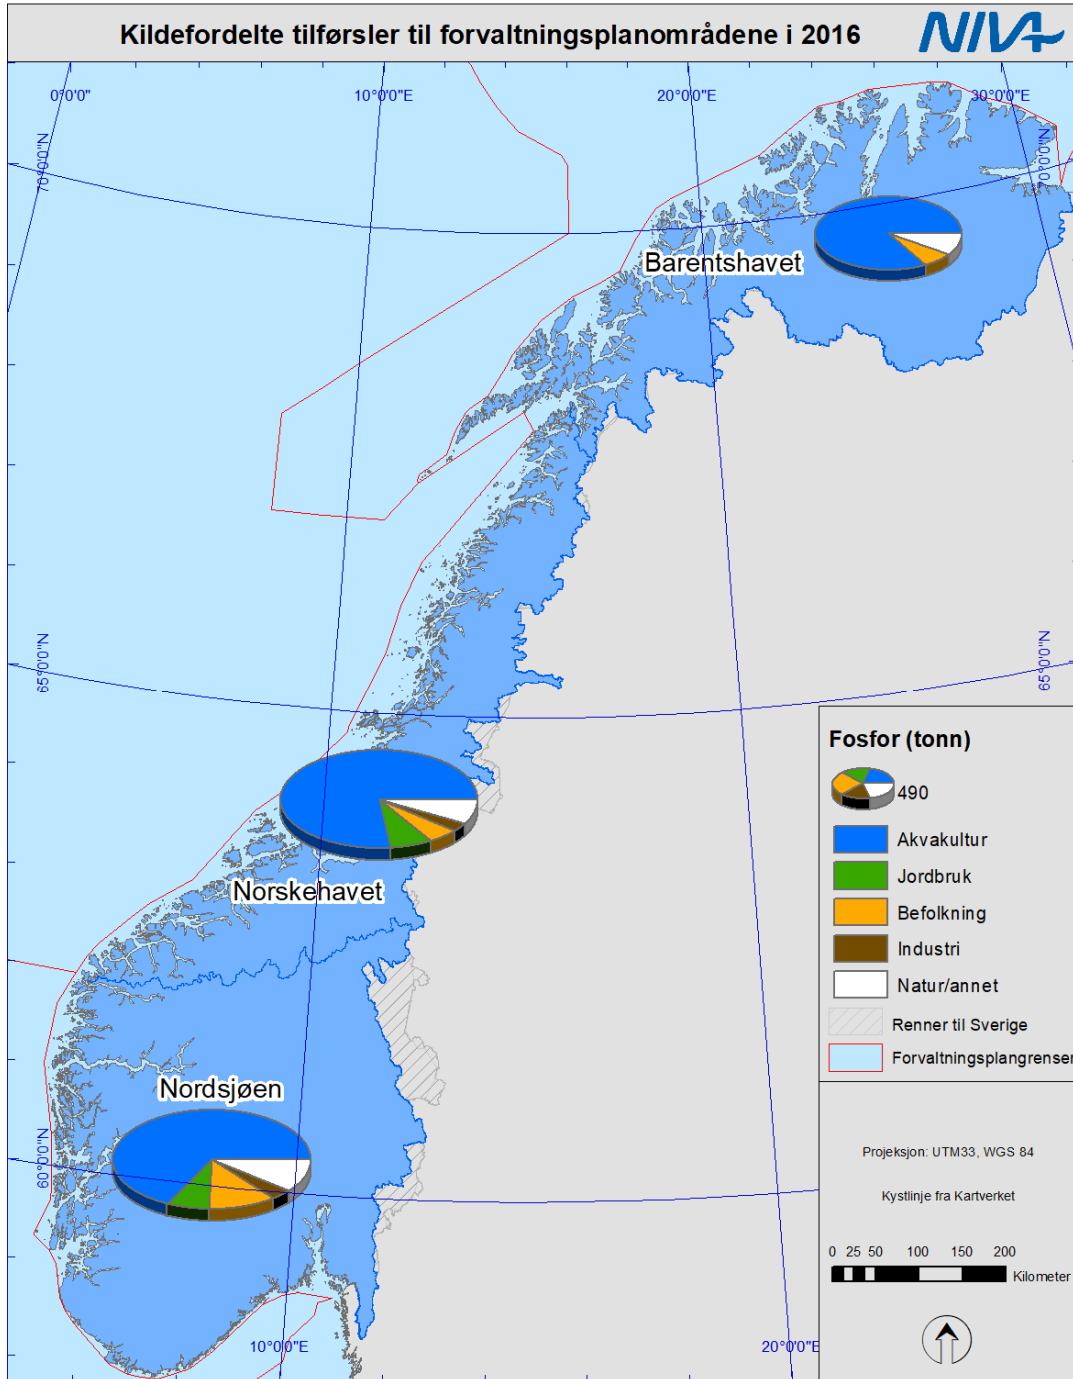 Kildefordelte tilførsler til forvaltningsplanområdene i 2016
NIVA
0°0'0"
10°0'0"E
20°0'0"E
30°0'0"E
70°0'0"N
70°0'0"N
Barentshavet
65°0'0"N
65°0'0"N
Norskehavet
Nordsjøen
60°0'0"N
10°0'0"E
20°0'0"E
Fosfor (tonn)
490
Akvakultur
Jordbruk
Befolkning
Industri
Natur/annet
Renner til Sverige
Forvaltningsplangrenser
Projeksjon: UTM33, WGS 84
Kystlinje fra Kartverket
0 25 50 100 150 200
Kilometer